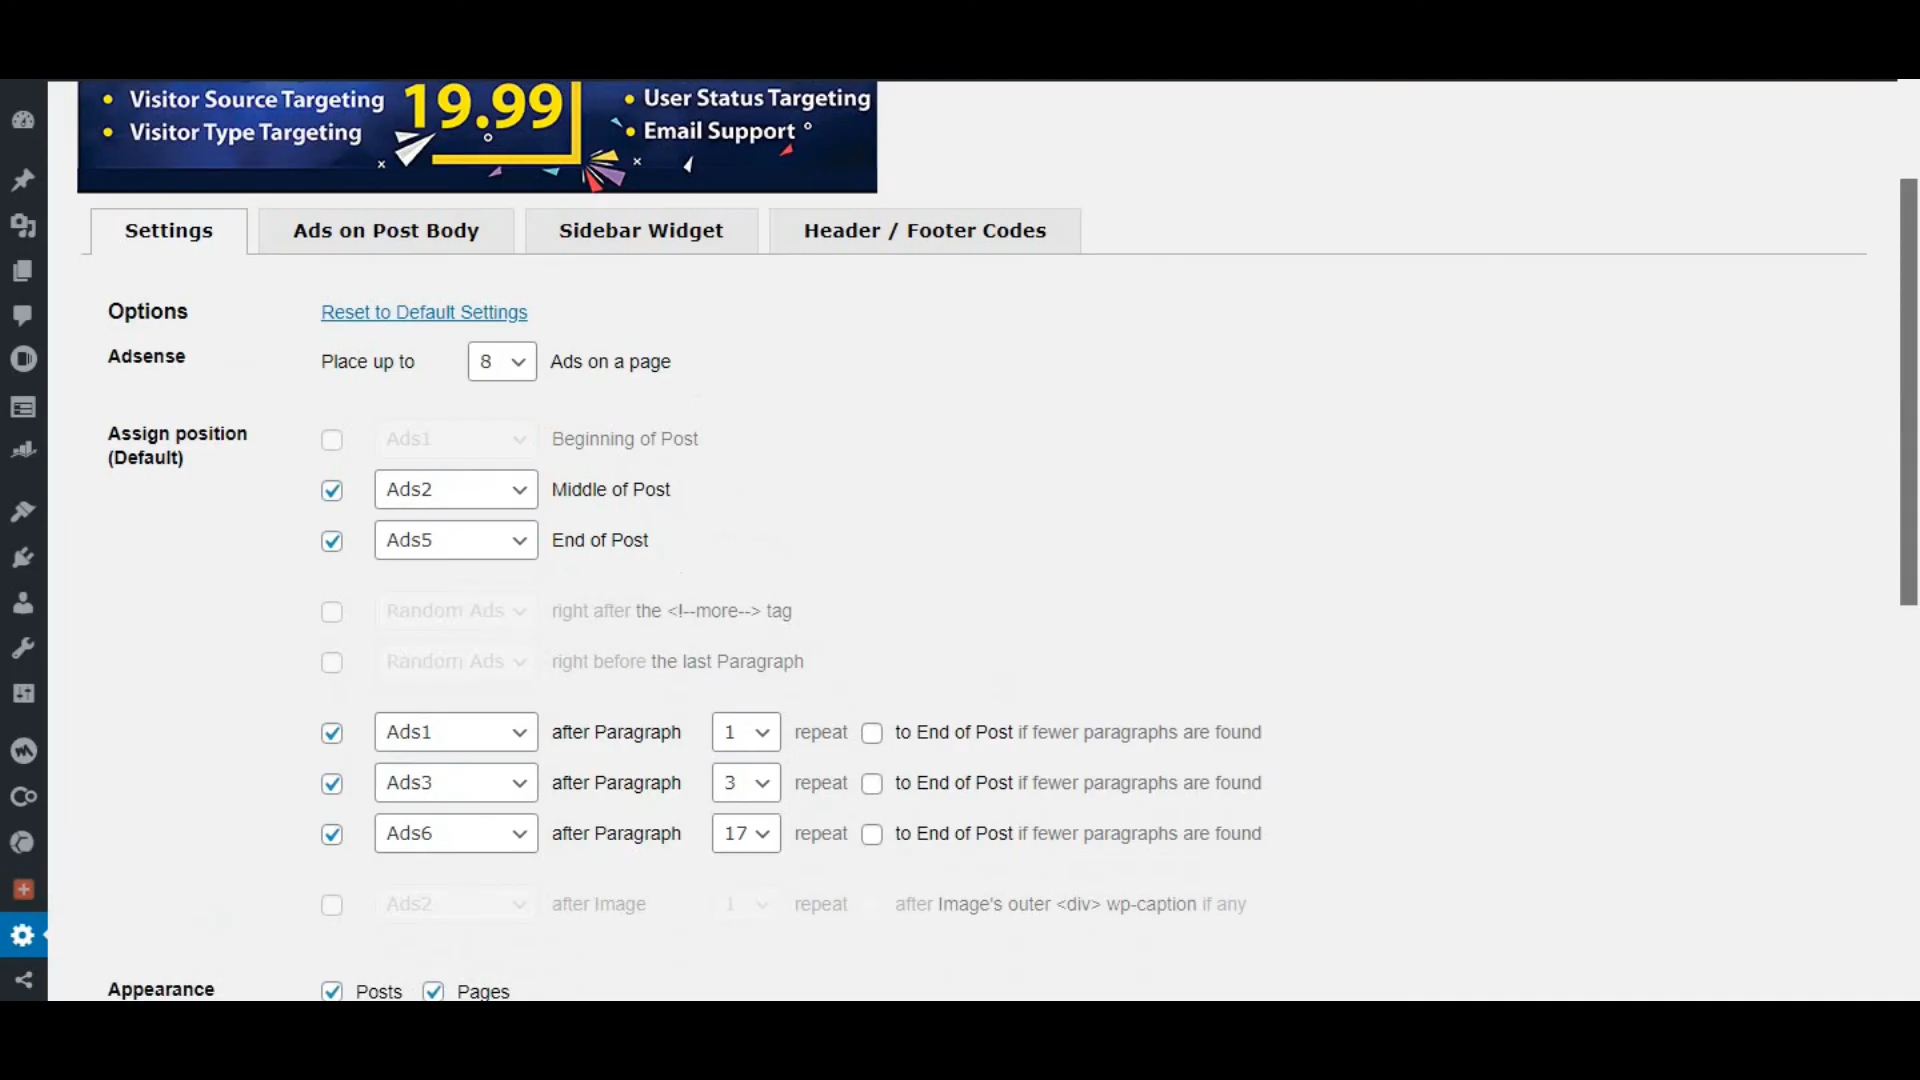 Visitor Source Targeting
Visitor Type Targeting
19.99
User Status Targeting
Email Support
Settings
Ads on Post Body
Sidebar Widget
Header / Footer Codes
Options
Reset to Default Settings
Adsense
Place up to 8 Ads on a page
Assign position
(Default)
Ads1 Beginning of Post
Ads2 Middle of Post
Ads5 End of Post
Random Ads right after the <!--more--> tag
Random Ads right before the last Paragraph
Ads1 after Paragraph 1 repeat to End of Post if fewer paragraphs are found
Ads3 after Paragraph 3 repeat to End of Post if fewer paragraphs are found
Ads6 after Paragraph 17 repeat to End of Post if fewer paragraphs are found
Ads2 after Image 1 repeat after Image's outer <div> wp-caption if any
Appearance
Posts Pages